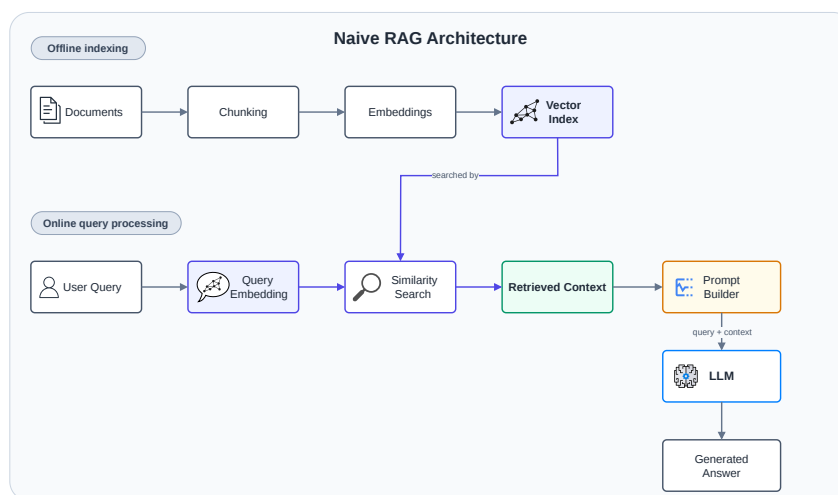 Naive RAG Architecture
Offline indexing
Documents
Chunking
Embeddings
Vector
Index
searched by
Online query processing
User Query
Query
Embedding
Similarity
Search
Retrieved Context
Prompt
Builder
query + context
LLM
Generated
Answer